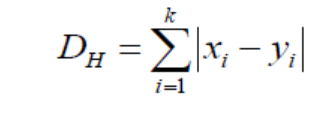 D_H = \sum_{i=1}^{k} |x_i - y_i|